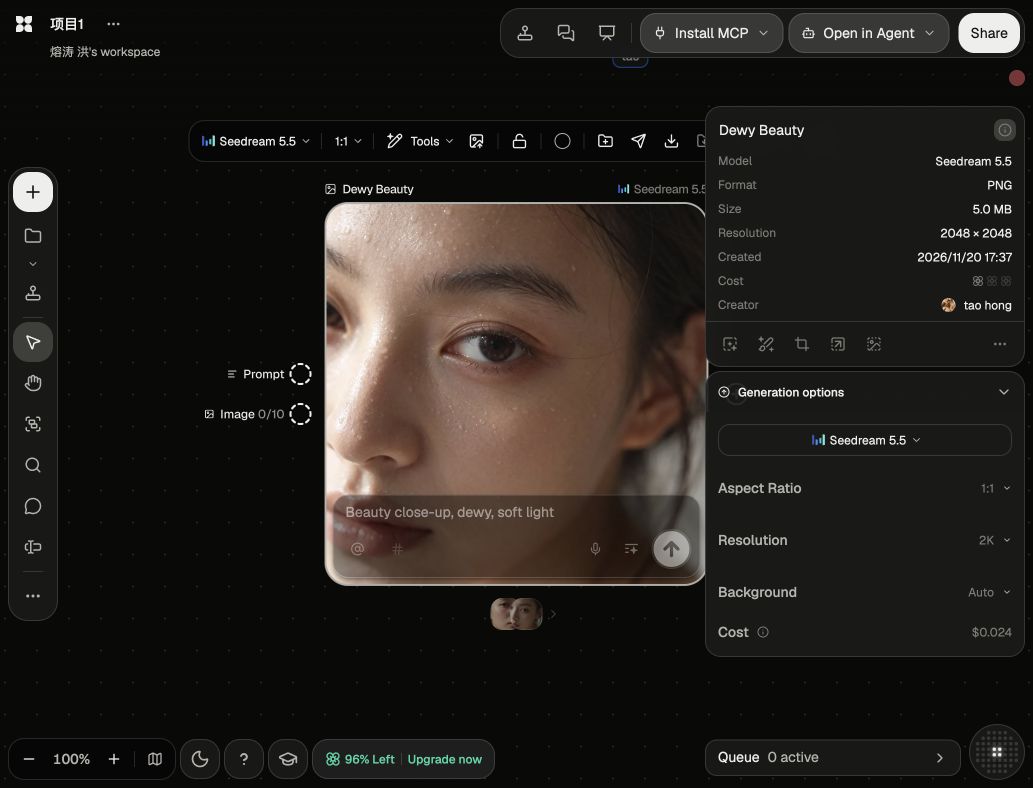 项目1
熔涛 洪's workspace
Install MCP
Open in Agent
Share
tao
Seedream 5.5
1:1
Tools
Dewy Beauty
Seedream 5.5
Dewy Beauty
Model
Seedream 5.5
Format
PNG
Size
5.0 MB
Resolution
2048 × 2048
Created
2026/11/20 17:37
Cost
Creator
tao hong
Prompt
Image 0/10
Generation options
Seedream 5.5
Aspect Ratio
1:1
Resolution
2K
Background
Auto
Cost
$0.024
Beauty close-up, dewy, soft light
100%
96% Left
Upgrade now
Queue 0 active